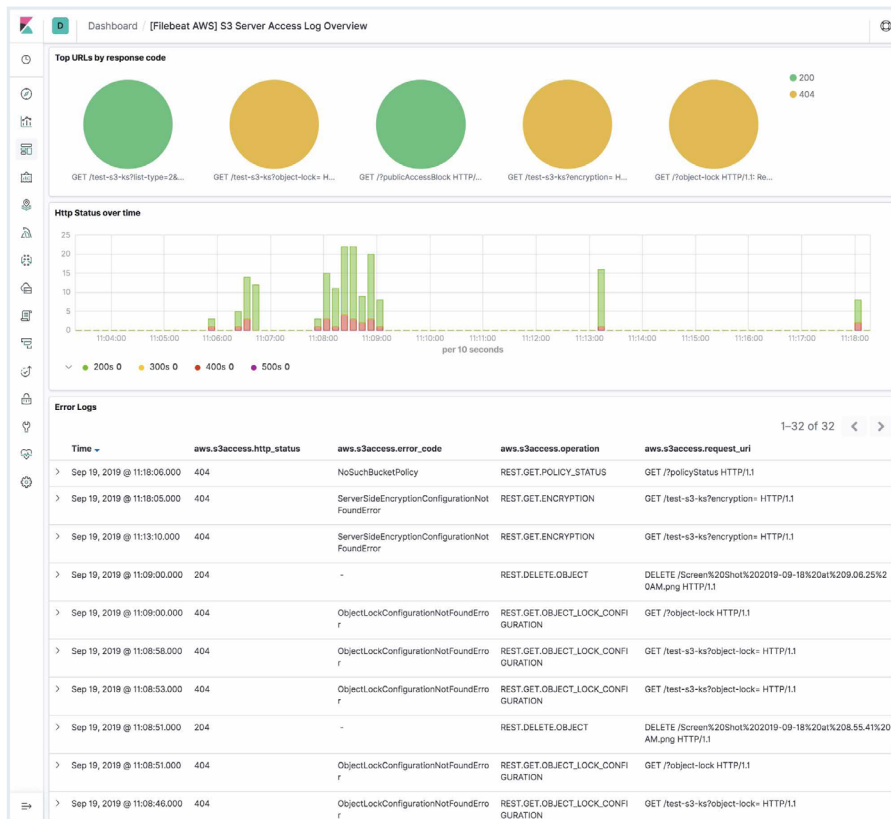 D Dashboard / [Filebeat AWS] S3 Server Access Log Overview
Top URLs by response code
200
404
GET /test-s3-ks?list-type=2&... GET /test-s3-ks?object-lock= H... GET /?publicAccessBlock HTTP/... GET /test-s3-ks?encryption= H... GET /?object-lock HTTP/1.1: Re...
Http Status over time
25
20
15
10
5
0
11:04:00 11:05:00 11:06:00 11:07:00 11:08:00 11:09:00 11:10:00 11:11:00 11:12:00 11:13:00 11:14:00 11:15:00 11:16:00 11:17:00 11:18:00
per 10 seconds
200s 0 300s 0 400s 0 500s 0
Error Logs
1–32 of 32
Time aws.s3access.http_status aws.s3access.error_code aws.s3access.operation aws.s3access.request_uri
Sep 19, 2019 @ 11:18:06.000 404 NoSuchBucketPolicy REST.GET.POLICY_STATUS GET /?policyStatus HTTP/1.1
Sep 19, 2019 @ 11:18:05.000 404 ServerSideEncryptionConfigurationNot REST.GET.ENCRYPTION GET /test-s3-ks?encryption= HTTP/1.1
FoundError
Sep 19, 2019 @ 11:13:10.000 404 ServerSideEncryptionConfigurationNot REST.GET.ENCRYPTION GET /test-s3-ks?encryption= HTTP/1.1
FoundError
Sep 19, 2019 @ 11:09:00.000 204 - REST.DELETE.OBJECT DELETE /Screen%20Shot%202019-09-18%20at%209.06.25%2
0AM.png HTTP/1.1
Sep 19, 2019 @ 11:09:00.000 404 ObjectLockConfigurationNotFoundErro REST.GET.OBJECT_LOCK_CONFI GET /?object-lock HTTP/1.1
r GURATION
Sep 19, 2019 @ 11:08:58.000 404 ObjectLockConfigurationNotFoundErro REST.GET.OBJECT_LOCK_CONFI GET /test-s3-ks?object-lock= HTTP/1.1
r GURATION
Sep 19, 2019 @ 11:08:53.000 404 ObjectLockConfigurationNotFoundErro REST.GET.OBJECT_LOCK_CONFI GET /test-s3-ks?object-lock= HTTP/1.1
r GURATION
Sep 19, 2019 @ 11:08:51.000 204 - REST.DELETE.OBJECT DELETE /Screen%20Shot%202019-09-18%20at%208.55.41%20
AM.png HTTP/1.1
Sep 19, 2019 @ 11:08:51.000 404 ObjectLockConfigurationNotFoundErro REST.GET.OBJECT_LOCK_CONFI GET /?object-lock HTTP/1.1
r GURATION
Sep 19, 2019 @ 11:08:46.000 404 ObjectLockConfigurationNotFoundErro REST.GET.OBJECT_LOCK_CONFI GET /test-s3-ks?object-lock= HTTP/1.1
r GURATION